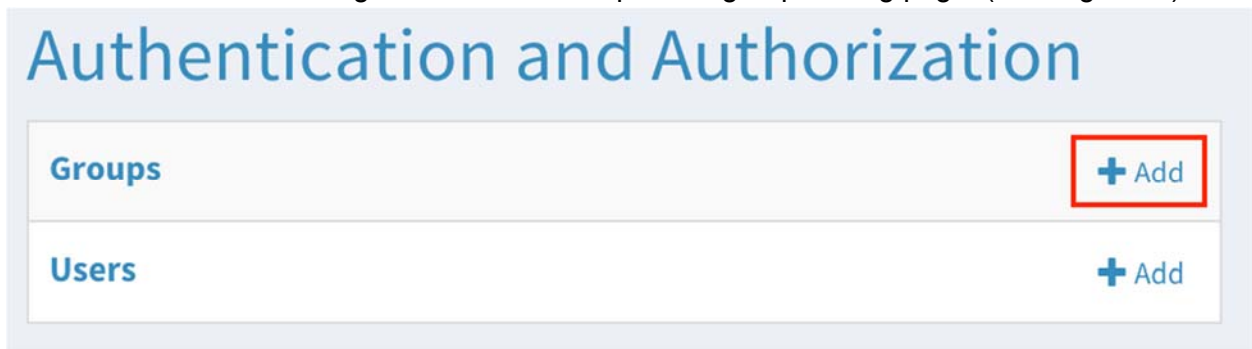 Authentication and Authorization
Groups
Add
Users
Add